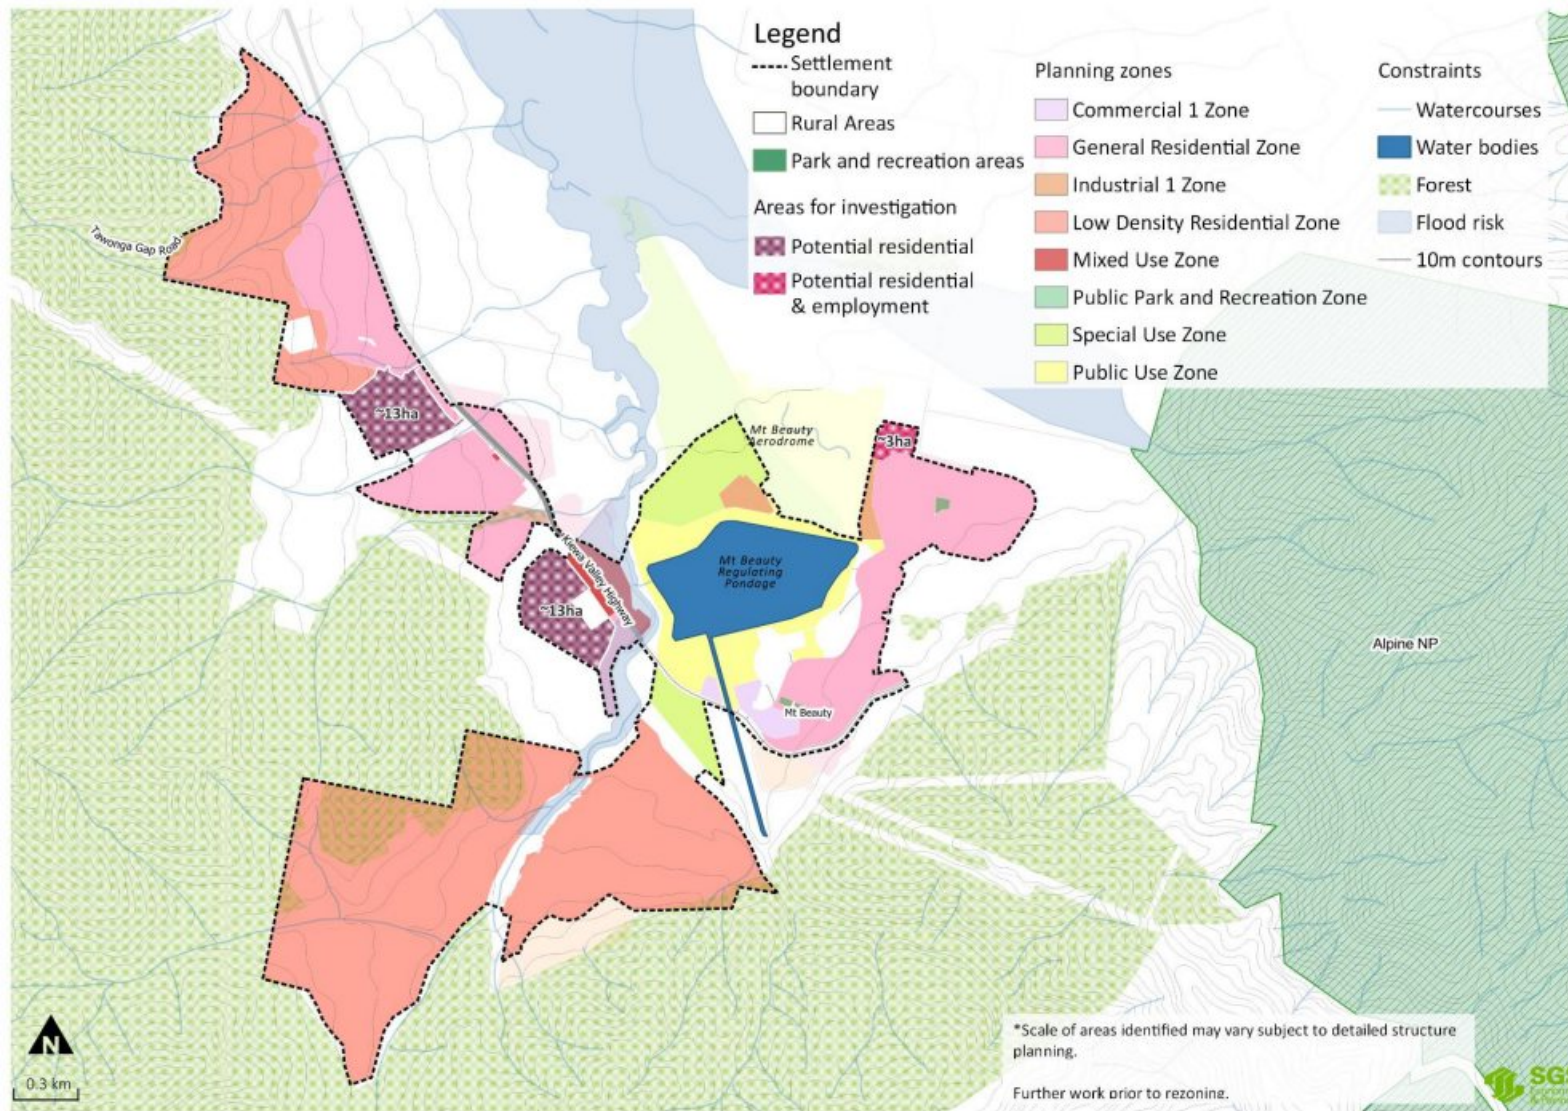 Legend
Settlement
boundary
Rural Areas
Park and recreation areas
Areas for investigation
Potential residential
Potential residential
& employment
Planning zones
Commercial 1 Zone
General Residential Zone
Industrial 1 Zone
Low Density Residential Zone
Mixed Use Zone
Public Park and Recreation Zone
Special Use Zone
Public Use Zone
Constraints
Watercourses
Water bodies
Forest
Flood risk
10m contours
Tawonga Gap Road
~13ha
Mt Beauty
Aerodrome
~3ha
Kiewa Valley Highway
Mt Beauty
Regulating
Pondage
~13ha
Alpine NP
Mt Beauty
N
0.3 km
*Scale of areas identified may vary subject to detailed structure
planning.
Further work prior to rezoning.